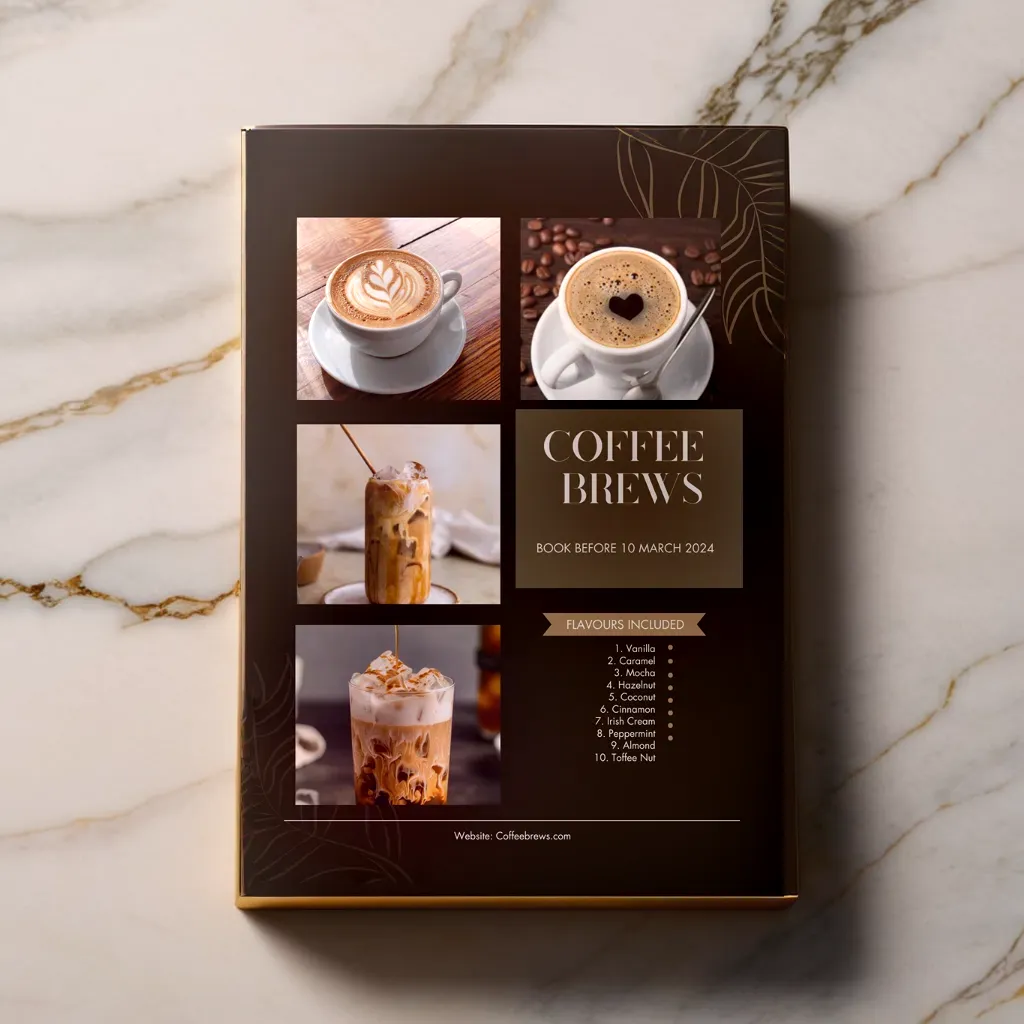 COFFEE
BREWS
BOOK BEFORE 10 MARCH 2024
FLAVOURS INCLUDED
1. Vanilla
2. Caramel
3. Mocha
4. Hazelnut
5. Coconut
6. Cinnamon
7. Irish Cream
8. Peppermint
9. Almond
10. Toffee Nut
Website: Coffeebrews.com